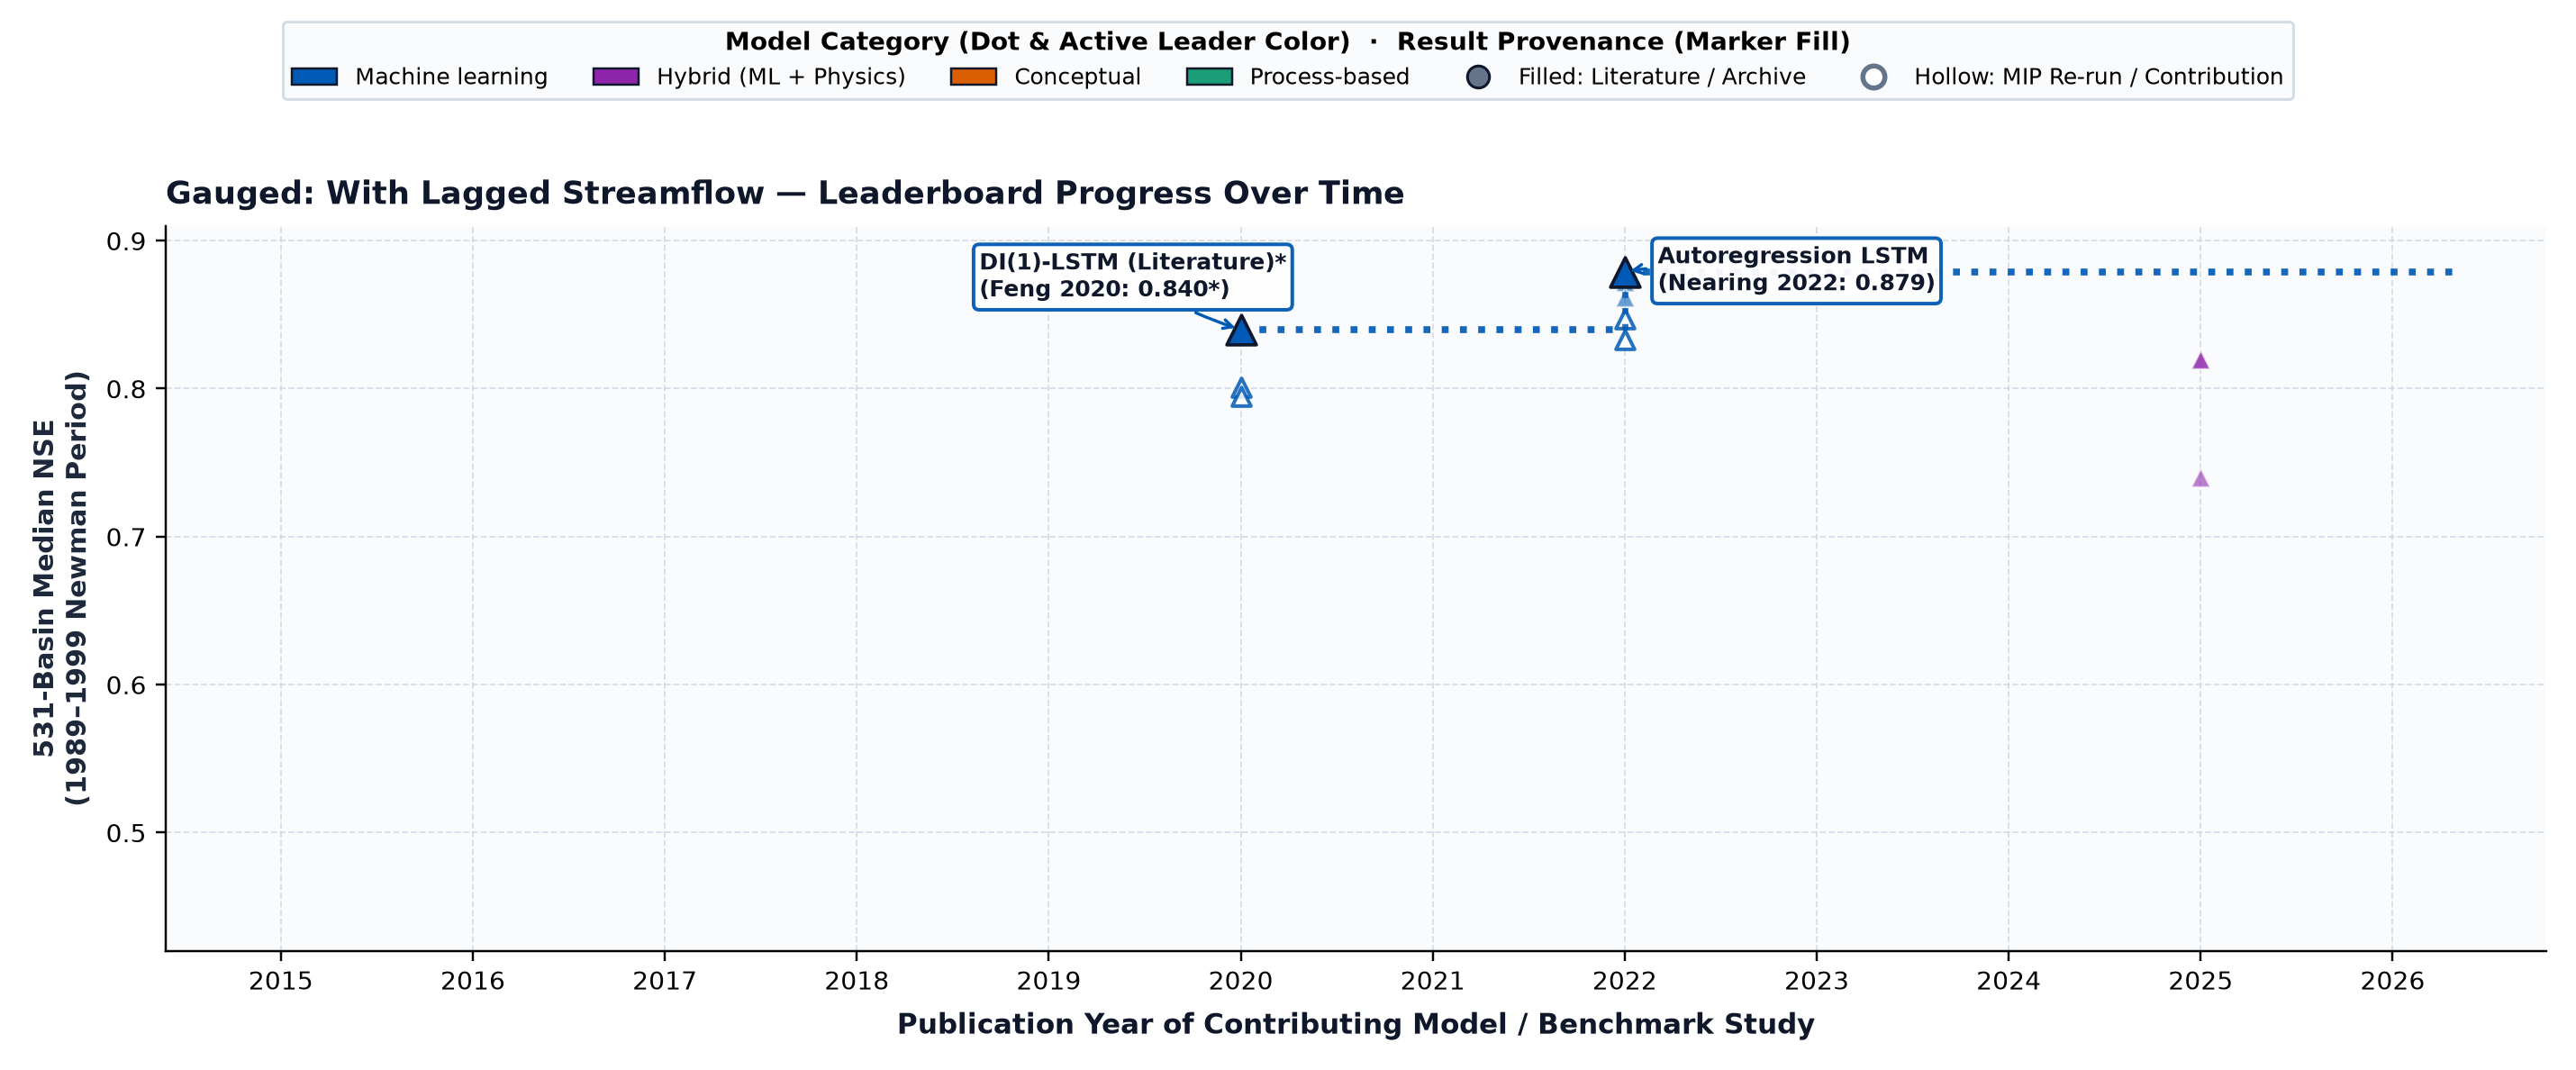 Model Category (Dot & Active Leader Color)  ·  Result Provenance (Marker Fill)
Machine learning
Hybrid (ML + Physics)
Conceptual
Process-based
Filled: Literature / Archive
Hollow: MIP Re-run / Contribution
Gauged: With Lagged Streamflow — Leaderboard Progress Over Time
531-Basin Median NSE
(1989–1999 Newman Period)
0.9
0.8
0.7
0.6
0.5
DI(1)-LSTM (Literature)*
(Feng 2020: 0.840*)
Autoregression LSTM
(Nearing 2022: 0.879)
2015
2016
2017
2018
2019
2020
2021
2022
2023
2024
2025
2026
Publication Year of Contributing Model / Benchmark Study